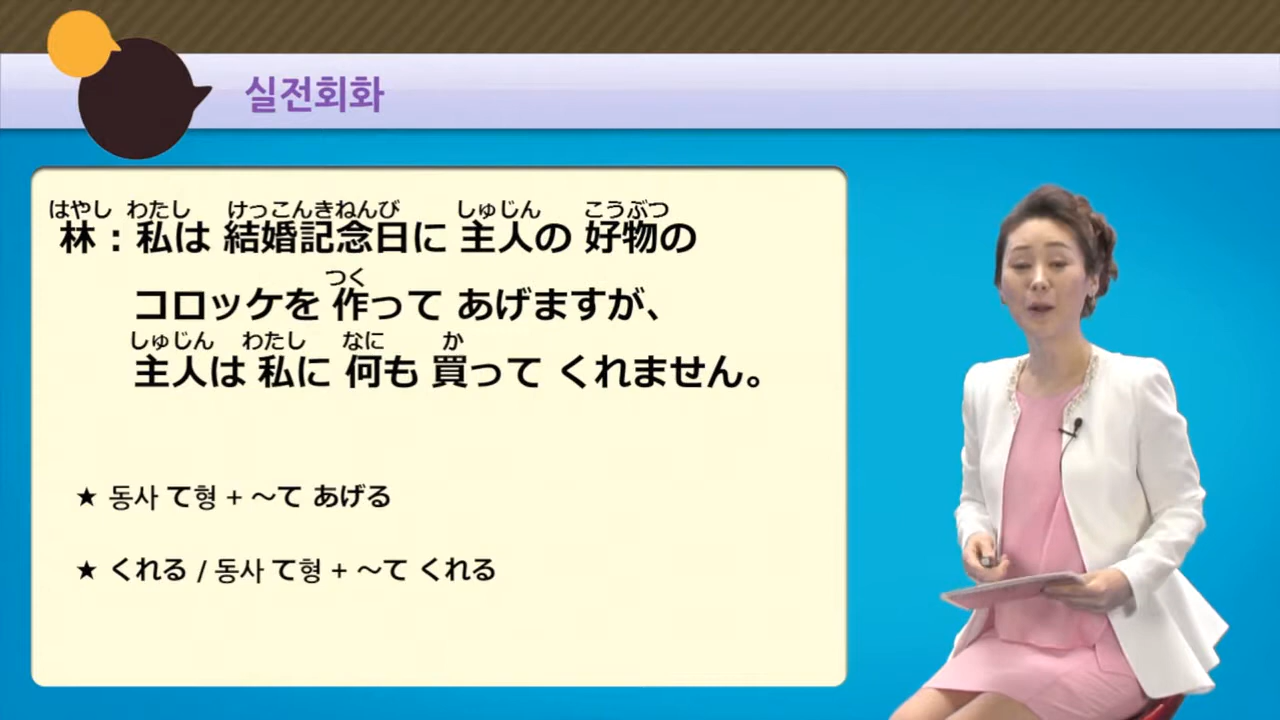 실전회화
はやし わたし けっこんきねんび しゅじん こうぶつ
林：私は 結婚記念日に 主人の 好物の
つく
コロッケを 作って あげますが、
しゅじん わたし なに か
主人は 私に 何も 買って くれません。
★ 동사 て형 + ～て あげる
★ くれる / 동사 て형 + ～て くれる